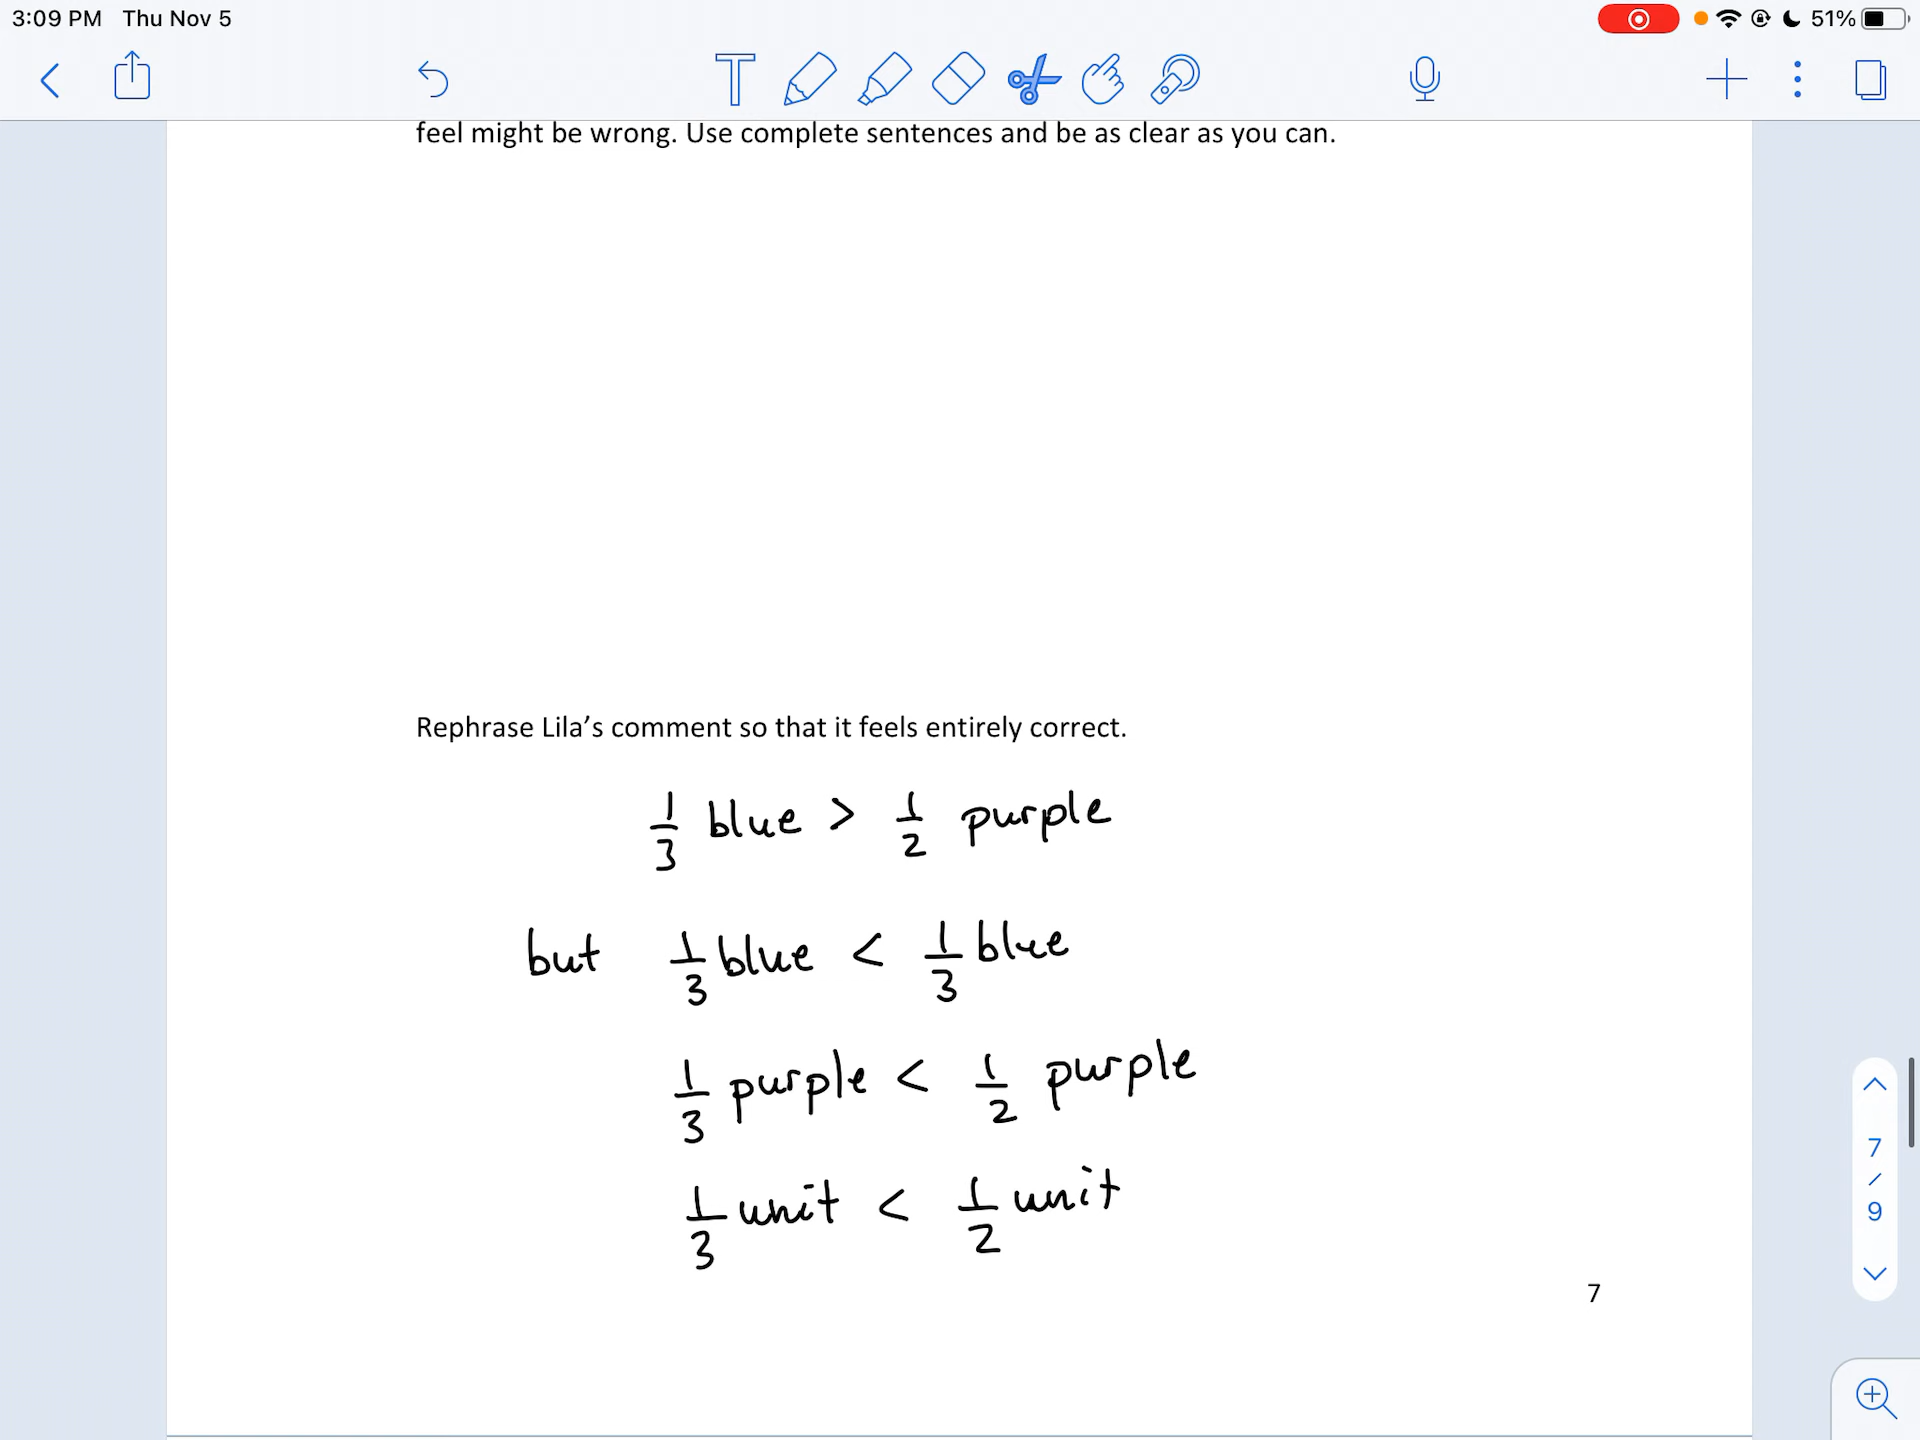 3:09 PM Thu Nov 5
51%
feel might be wrong. Use complete sentences and be as clear as you can.
Rephrase Lila’s comment so that it feels entirely correct.
1/3 blue > 1/2 purple
but 1/3 blue < 1/3 blue
1/3 purple < 1/2 purple
1/3 unit < 1/2 unit
7
/
9
7